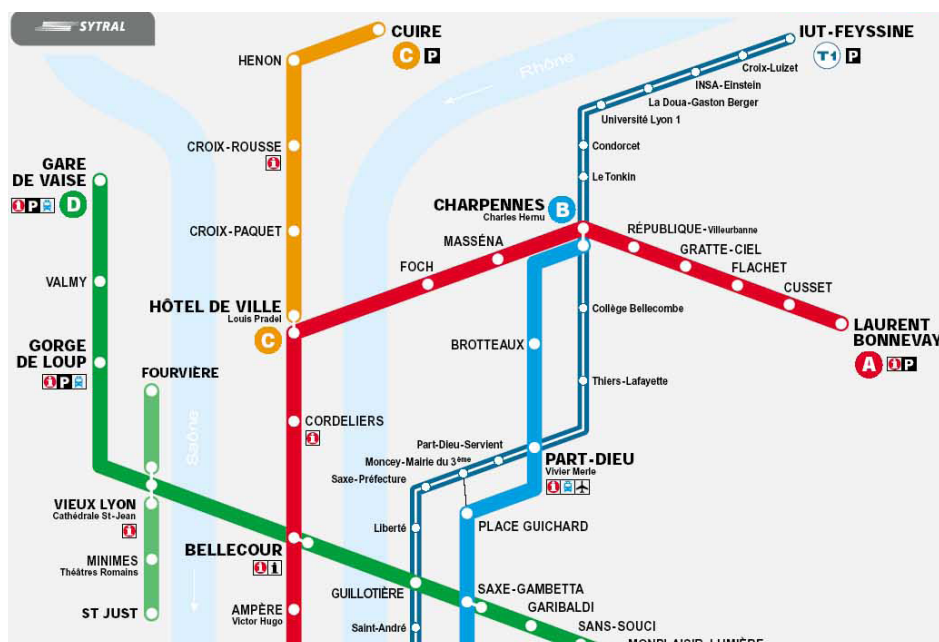 SYTRAL
CUIRE
C P
HENON
Rhône
IUT-FEYSSINE
T1 P
Croix-Luizet
INSA-Einstein
La Doua-Gaston Berger
Université Lyon 1
CROIX-ROUSSE
Condorcet
GARE
DE VAISE
P D
Le Tonkin
CHARPENNES
Charles Hernu
B
CROIX-PAQUET
MASSÉNA
RÉPUBLIQUE-Villeurbanne
GRATTE-CIEL
FOCH
FLACHET
VALMY
CUSSET
HÔTEL DE VILLE
Louis Pradel
C
Collège Bellecombe
LAURENT
BONNEVAY
A P
BROTTEAUX
GORGE
DE LOUP
P
FOURVIÈRE
Thiers-Lafayette
Saône
CORDELIERS
Part-Dieu-Servient
Moncey-Mairie du 3ème
Saxe-Préfecture
PART-DIEU
Vivier Merle
VIEUX LYON
Cathédrale St-Jean
Liberté
PLACE GUICHARD
BELLECOUR
MINIMES
Théâtres Romains
GUILLOTIÈRE
SAXE-GAMBETTA
GARIBALDI
ST JUST
AMPÈRE
Victor Hugo
Saint-André
SANS-SOUCI
MONPLAISIR-LUMIÈRE